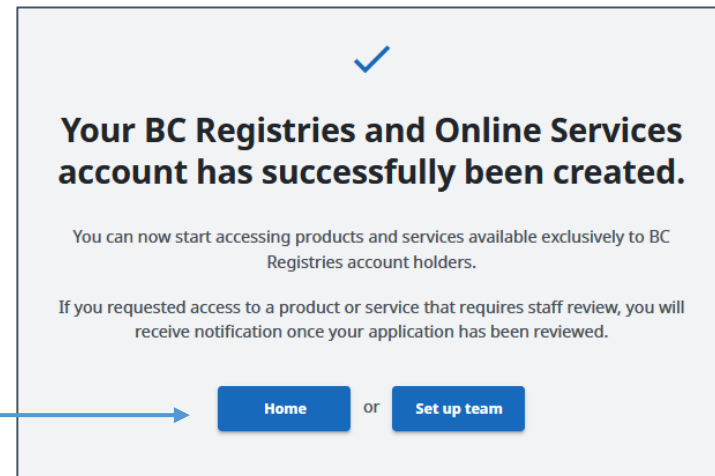 Your BC Registries and Online Services
account has successfully been created.
You can now start accessing products and services available exclusively to BC
Registries account holders.
If you requested access to a product or service that requires staff review, you will
receive notification once your application has been reviewed.
Home or Set up team